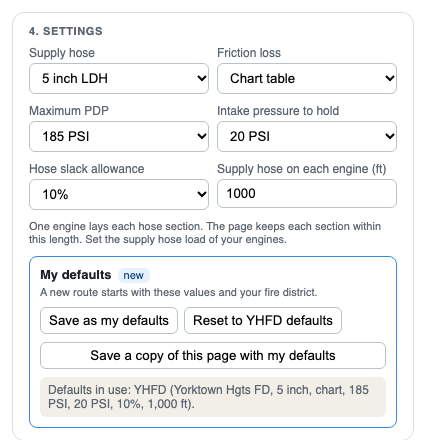 4. SETTINGS
Supply hose Friction loss
5 inch LDH Chart table
Maximum PDP Intake pressure to hold
185 PSI 20 PSI
Hose slack allowance Supply hose on each engine (ft)
10% 1000
One engine lays each hose section. The page keeps each section within
this length. Set the supply hose load of your engines.
My defaults new
A new route starts with these values and your fire district.
Save as my defaults Reset to YHFD defaults
Save a copy of this page with my defaults
Defaults in use: YHFD (Yorktown Hgts FD, 5 inch, chart, 185
PSI, 20 PSI, 10%, 1,000 ft).